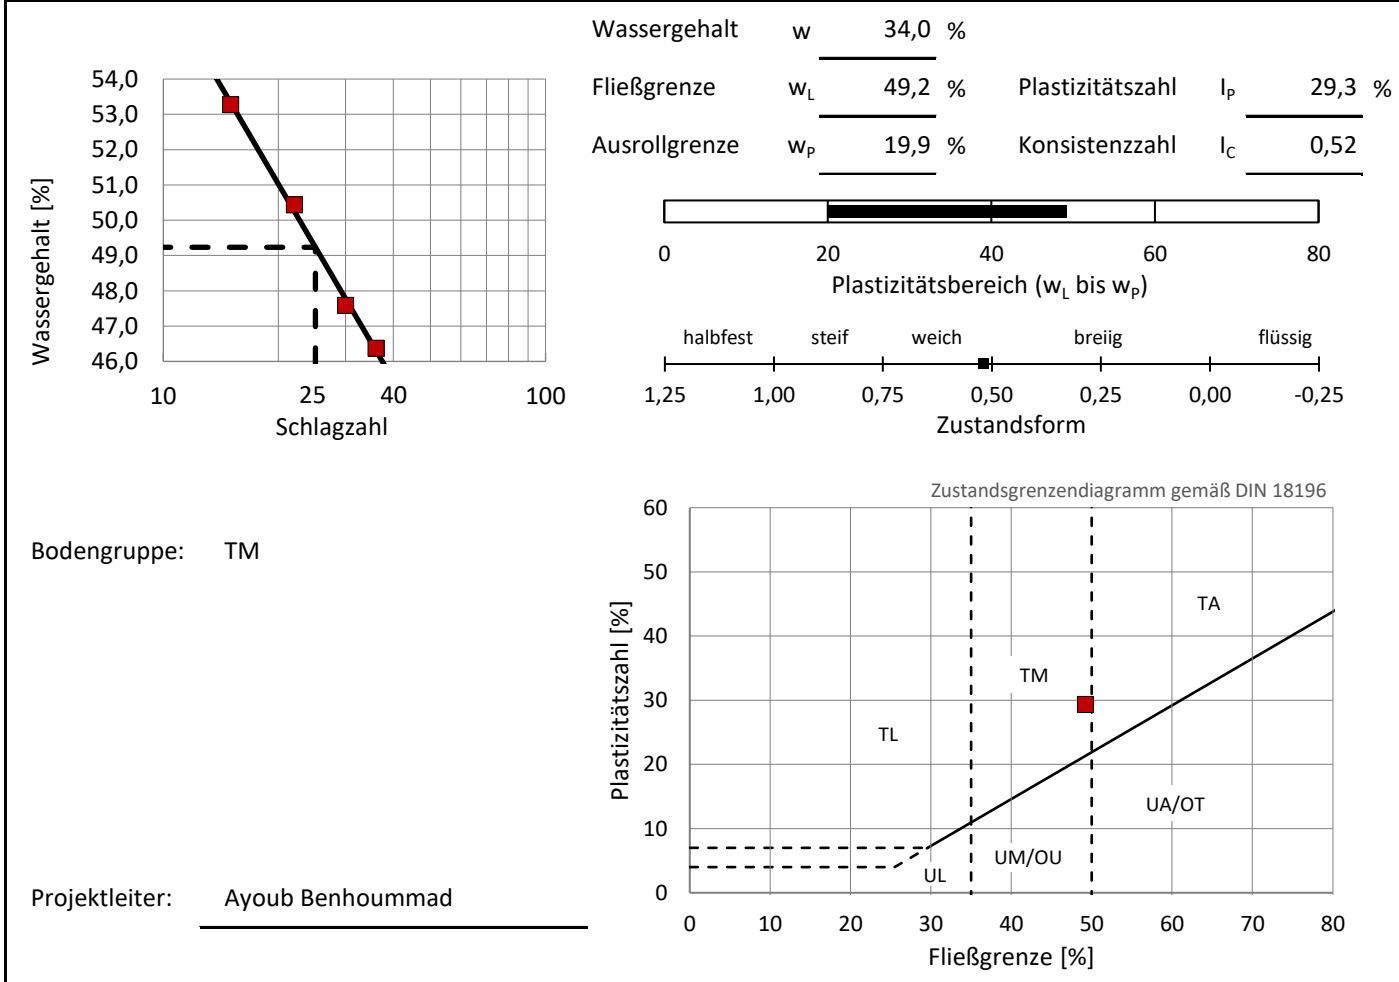 Wassergehalt w 34,0 %
Fließgrenze wL 49,2 % Plastizitätszahl IP 29,3 %
Ausrollgrenze wP 19,9 % Konsistenzzahl IC 0,52
54,0
53,0
52,0
51,0
50,0
49,0
48,0
47,0
46,0
Wassergehalt [%]
10 25 40 100
Schlagzahl
0 20 40 60 80
Plastizitätsbereich (wL bis wP)
halbfest steif weich breiig flüssig
1,25 1,00 0,75 0,50 0,25 0,00 -0,25
Zustandsform
Bodengruppe: TM
Projektleiter: Ayoub Benhoummad
Zustandsgrenzendiagramm gemäß DIN 18196
60
50
40
30
20
10
0
Plastizitätszahl [%]
TA
TM
TL
UA/OT
UM/OU
UL
0 10 20 30 40 50 60 70 80
Fließgrenze [%]